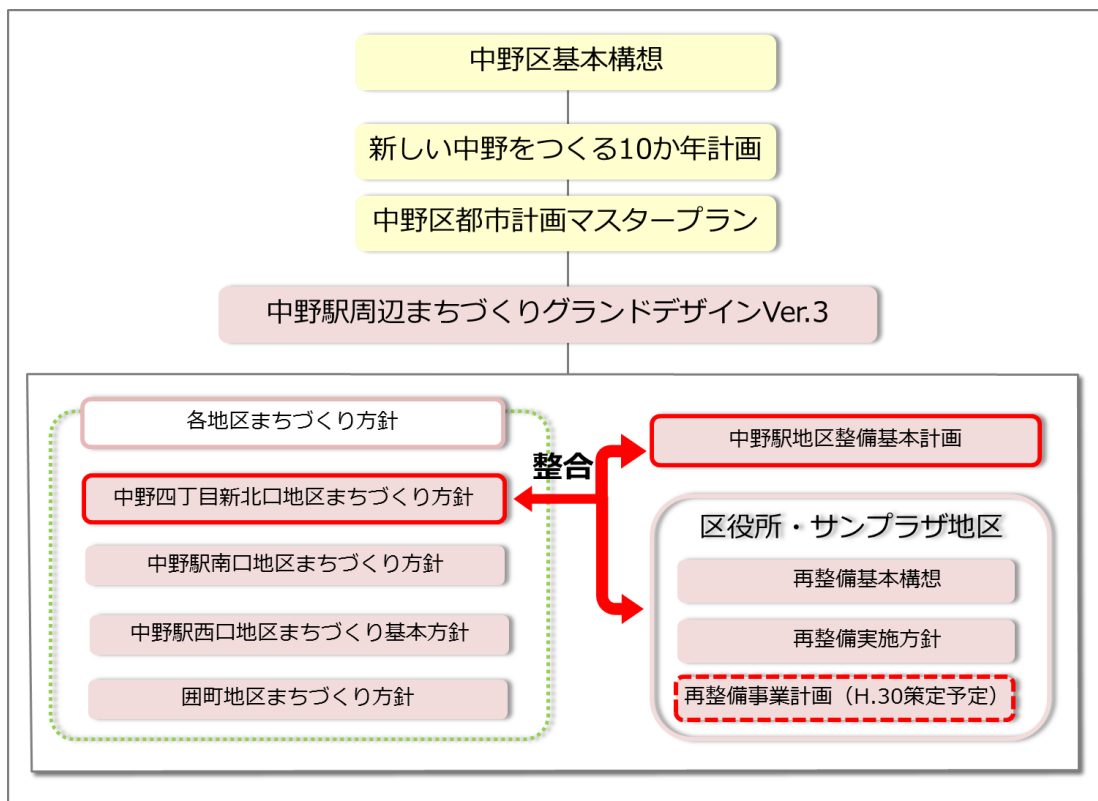 中野区基本構想
新しい中野をつくる10か年計画
中野区都市計画マスタープラン
中野駅周辺まちづくりグランドデザインVer.3
各地区まちづくり方針
中野四丁目新北口地区まちづくり方針
中野駅南口地区まちづくり方針
中野駅西口地区まちづくり基本方針
囲町地区まちづくり方針
整合
中野駅地区整備基本計画
区役所・サンプラザ地区
再整備基本構想
再整備実施方針
再整備事業計画（H.30策定予定）